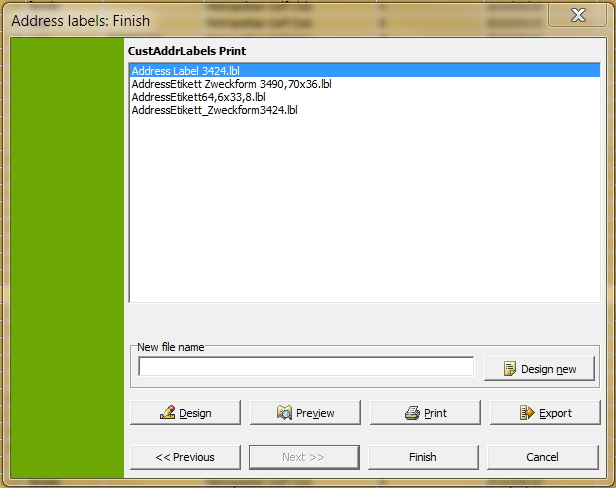 Address labels: Finish
CustAddrLabels Print
Address Label 3424.lbl
AddressEtikett Zweckform 3490,70x36.lbl
AddressEtikett64,6x33,8.lbl
AddressEtikett_Zweckform3424.lbl
New file name
Design new
Design Preview Print Export
<< Previous Next >> Finish Cancel